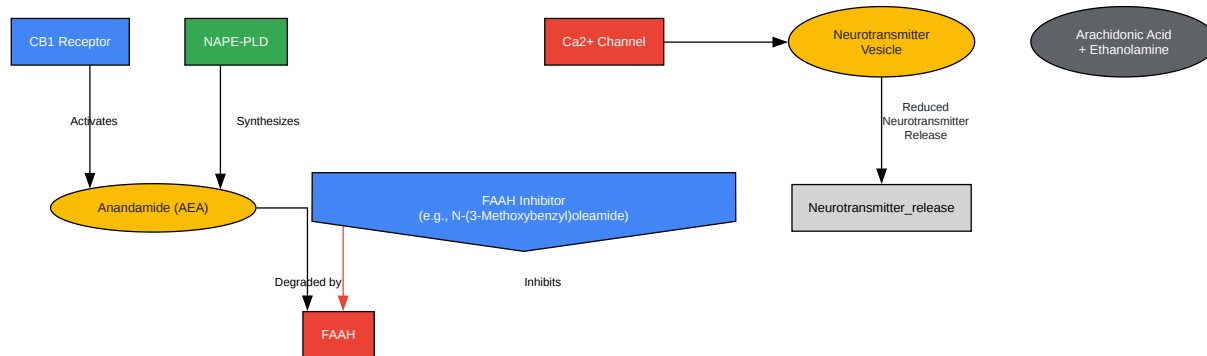 CB1 Receptor
NAPE-PLD
Ca2+ Channel
Neurotransmitter
Vesicle
Arachidonic Acid
+ Ethanolamine
Activates
Synthesizes
Reduced
Neurotransmitter
Release
Anandamide (AEA)
FAAH Inhibitor
(e.g., N-(3-Methoxybenzyl)oleamide)
Neurotransmitter_release
Degraded by
Inhibits
FAAH